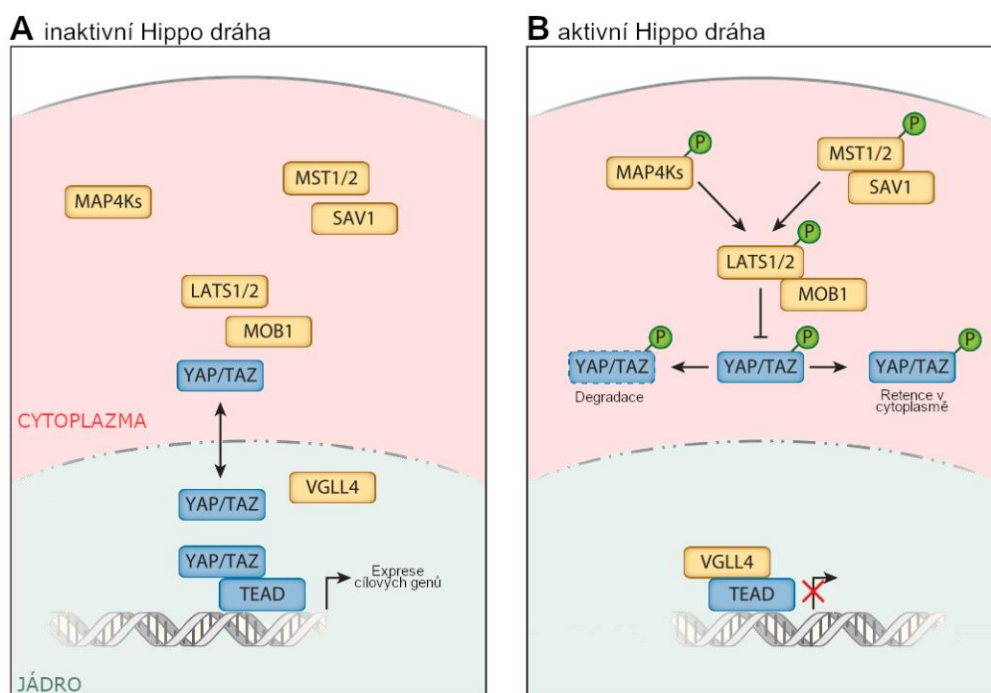 A inaktivní Hippo dráha
MAP4Ks
MST1/2
SAV1
LATS1/2
MOB1
YAP/TAZ
CYTOPLAZMA
YAP/TAZ
VGLL4
YAP/TAZ
TEAD
Exprese
cílových genů
JÁDRO
B aktivní Hippo dráha
P
MAP4Ks
P
MST1/2
SAV1
P
LATS1/2
MOB1
P
YAP/TAZ
Degradace
P
YAP/TAZ
P
YAP/TAZ
Retence v
cytoplasmě
VGLL4
TEAD